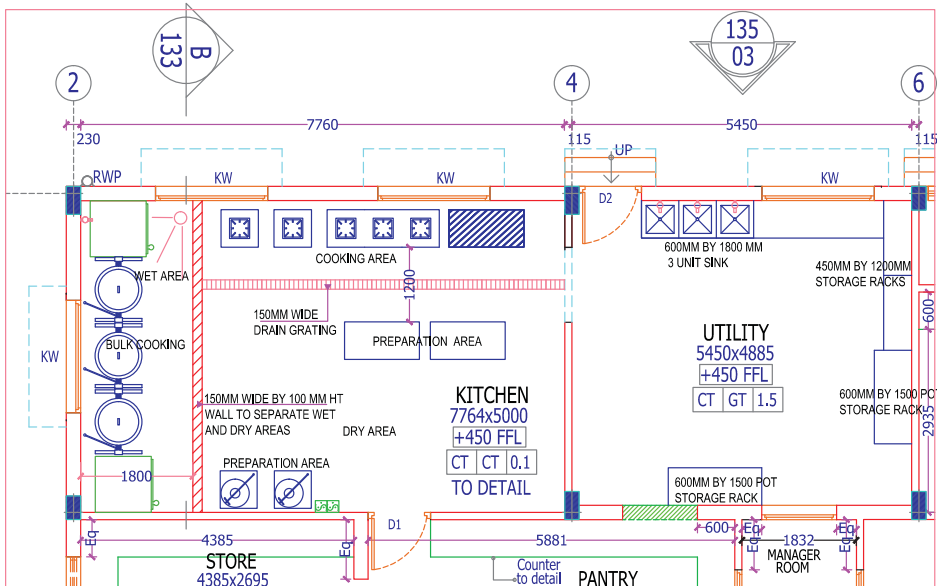 B
133
135
03
2
4
6
7760
5450
230
115
115
UP
RWP
KW
KW
KW
D2
COOKING AREA
600MM BY 1800 MM
3 UNIT SINK
WET AREA
450MM BY 1200MM
STORAGE RACKS
1200
600
150MM WIDE
DRAIN GRATING
PREPARATION AREA
BULK COOKING
KW
UTILITY
5450x4885
+450 FFL
CT GT 1.5
150MM WIDE BY 100 MM HT
WALL TO SEPARATE WET
AND DRY AREAS
DRY AREA
KITCHEN
7764x5000
+450 FFL
CT CT 0.1
TO DETAIL
600MM BY 1500 POT
STORAGE RACK
2935
PREPARATION AREA
1800
600MM BY 1500 POT
STORAGE RACK
D1
Eq
4385
Eq
5881
600
Eq
Eq
1832
Eq
Eq
STORE
4385x2695
Counter
to detail
PANTRY
MANAGER
ROOM